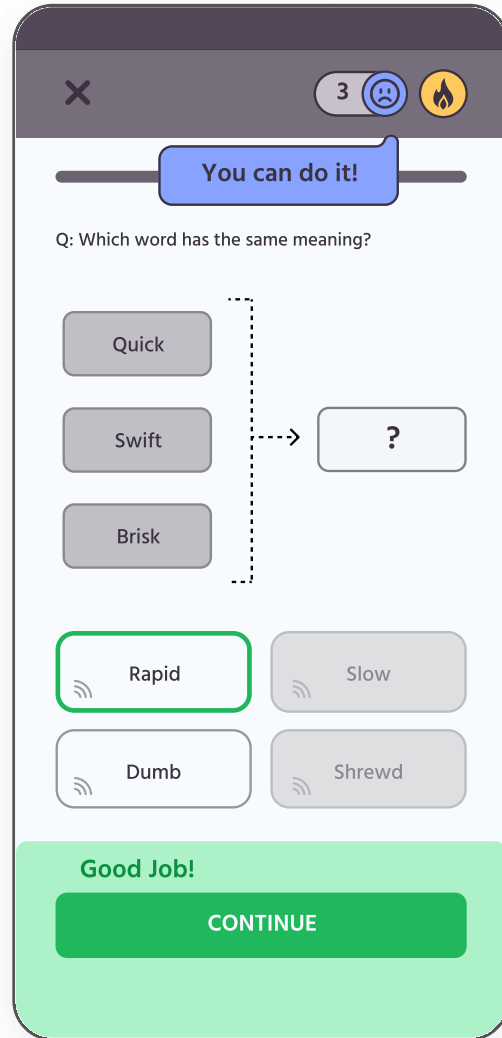 3
You can do it!
Q: Which word has the same meaning?
Quick
Swift
?
Brisk
Rapid
Slow
Dumb
Shrewd
Good Job!
CONTINUE